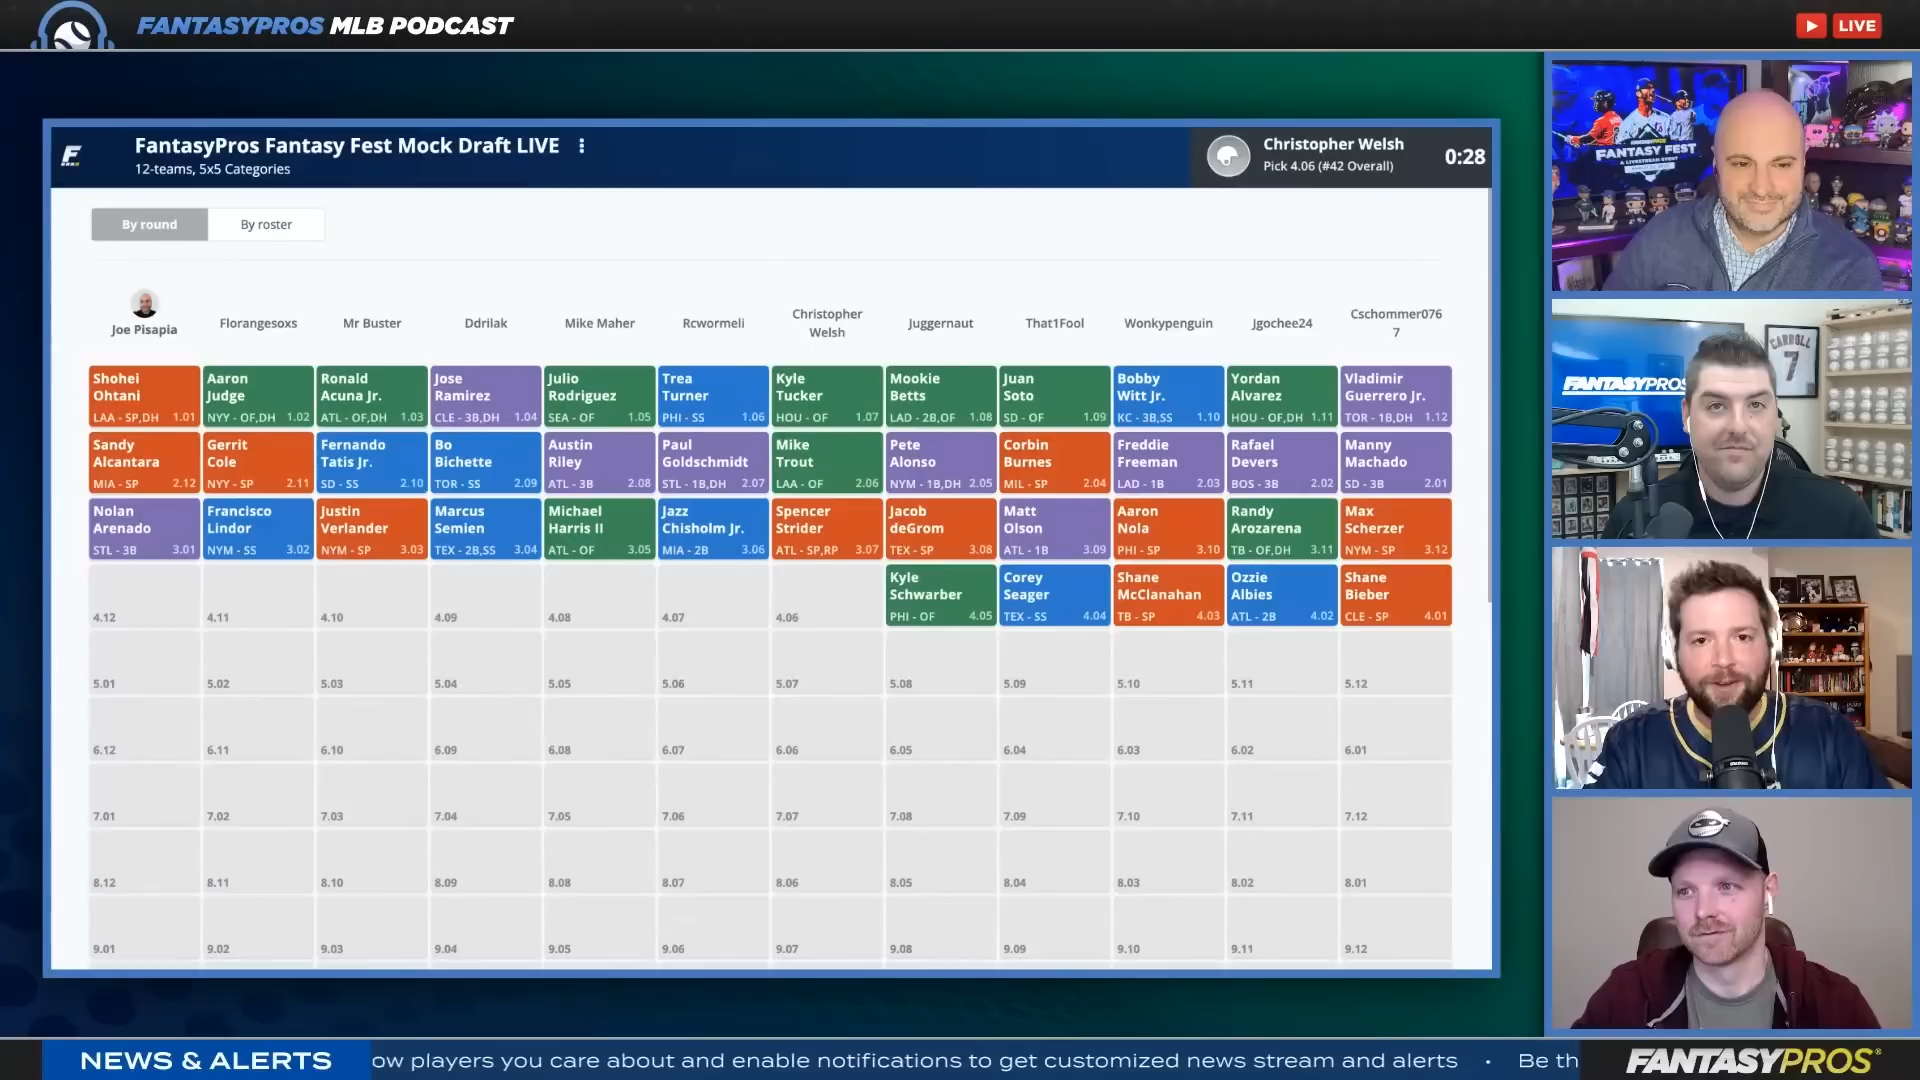 FANTASYPROS MLB PODCAST
LIVE
FantasyPros Fantasy Fest Mock Draft LIVE
12-teams, 5x5 Categories
Christopher Welsh
Pick 4.06 (#42 Overall)
0:28
By round
By roster
Joe Pisapia
Florangesoxs
Mr Buster
Ddrilak
Mike Maher
Rcwormeli
Christopher
Welsh
Juggernaut
That1Fool
Wonkypenguin
Jgochee24
Cschommer076
7
Shohei
Ohtani
LAA - SP,DH 1.01
Aaron
Judge
NYY - OF,DH 1.02
Ronald
Acuna Jr.
ATL - OF,DH 1.03
Jose
Ramirez
CLE - 3B,DH 1.04
Julio
Rodriguez
SEA - OF 1.05
Trea
Turner
PHI - SS 1.06
Kyle
Tucker
HOU - OF 1.07
Mookie
Betts
LAD - 2B,OF 1.08
Juan
Soto
SD - OF 1.09
Bobby
Witt Jr.
KC - 3B,SS 1.10
Yordan
Alvarez
HOU - OF,DH 1.11
Vladimir
Guerrero Jr.
TOR - 1B,DH 1.12
Sandy
Alcantara
MIA - SP 2.12
Gerrit
Cole
NYY - SP 2.11
Fernando
Tatis Jr.
SD - SS 2.10
Bo
Bichette
TOR - SS 2.09
Austin
Riley
ATL - 3B 2.08
Paul
Goldschmidt
STL - 1B,DH 2.07
Mike
Trout
LAA - OF 2.06
Pete
Alonso
NYM - 1B,DH 2.05
Corbin
Burnes
MIL - SP 2.04
Freddie
Freeman
LAD - 1B 2.03
Rafael
Devers
BOS - 3B 2.02
Manny
Machado
SD - 3B 2.01
Nolan
Arenado
STL - 3B 3.01
Francisco
Lindor
NYM - SS 3.02
Justin
Verlander
NYM - SP 3.03
Marcus
Semien
TEX - 2B,SS 3.04
Michael
Harris II
ATL - OF 3.05
Jazz
Chisholm Jr.
MIA - 2B 3.06
Spencer
Strider
ATL - SP,RP 3.07
Jacob
deGrom
TEX - SP 3.08
Matt
Olson
ATL - 1B 3.09
Aaron
Nola
PHI - SP 3.10
Randy
Arozarena
TB - OF,DH 3.11
Max
Scherzer
NYM - SP 3.12
4.12
4.11
4.10
4.09
4.08
4.07
4.06
Kyle
Schwarber
PHI - OF 4.05
Corey
Seager
TEX - SS 4.04
Shane
McClanahan
TB - SP 4.03
Ozzie
Albies
ATL - 2B 4.02
Shane
Bieber
CLE - SP 4.01
5.01 5.02 5.03 5.04 5.05 5.06 5.07 5.08 5.09 5.10 5.11 5.12
6.12 6.11 6.10 6.09 6.08 6.07 6.06 6.05 6.04 6.03 6.02 6.01
7.01 7.02 7.03 7.04 7.05 7.06 7.07 7.08 7.09 7.10 7.11 7.12
8.12 8.11 8.10 8.09 8.08 8.07 8.06 8.05 8.04 8.03 8.02 8.01
9.01 9.02 9.03 9.04 9.05 9.06 9.07 9.08 9.09 9.10 9.11 9.12
FANTASY FEST
FANTASYPROS
CARROLL
7
NEWS & ALERTS
ow players you care about and enable notifications to get customized news stream and alerts • Be th
FANTASYPROS